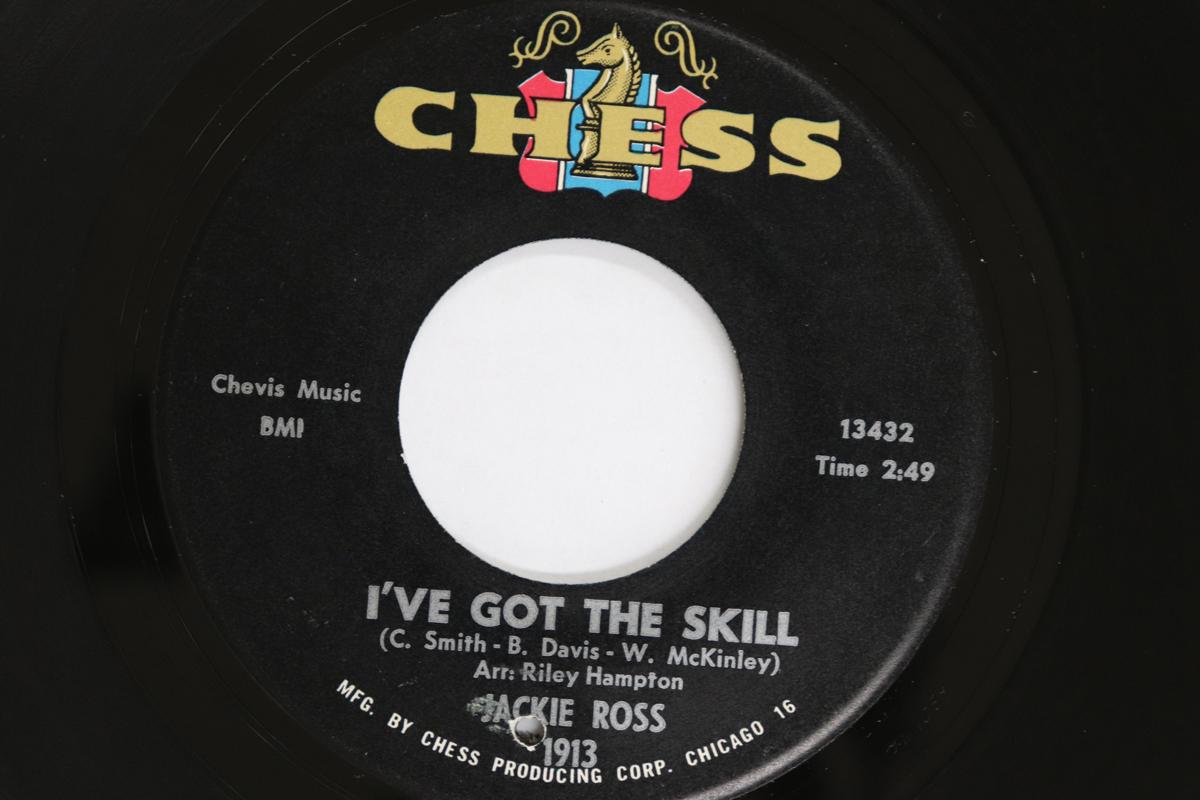 CHESS
Chevis Music
BMI
13432
Time 2:49
I'VE GOT THE SKILL
(C. Smith - B. Davis - W. McKinley)
Arr: Riley Hampton
JACKIE ROSS
1913
MFG. BY CHESS PRODUCING CORP. CHICAGO 16